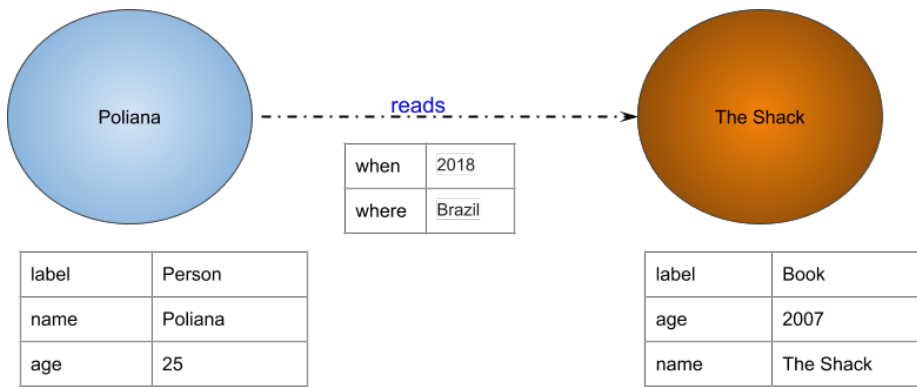 reads
Poliana
The Shack
when 2018
where Brazil
label Person
name Poliana
age 25
label Book
age 2007
name The Shack